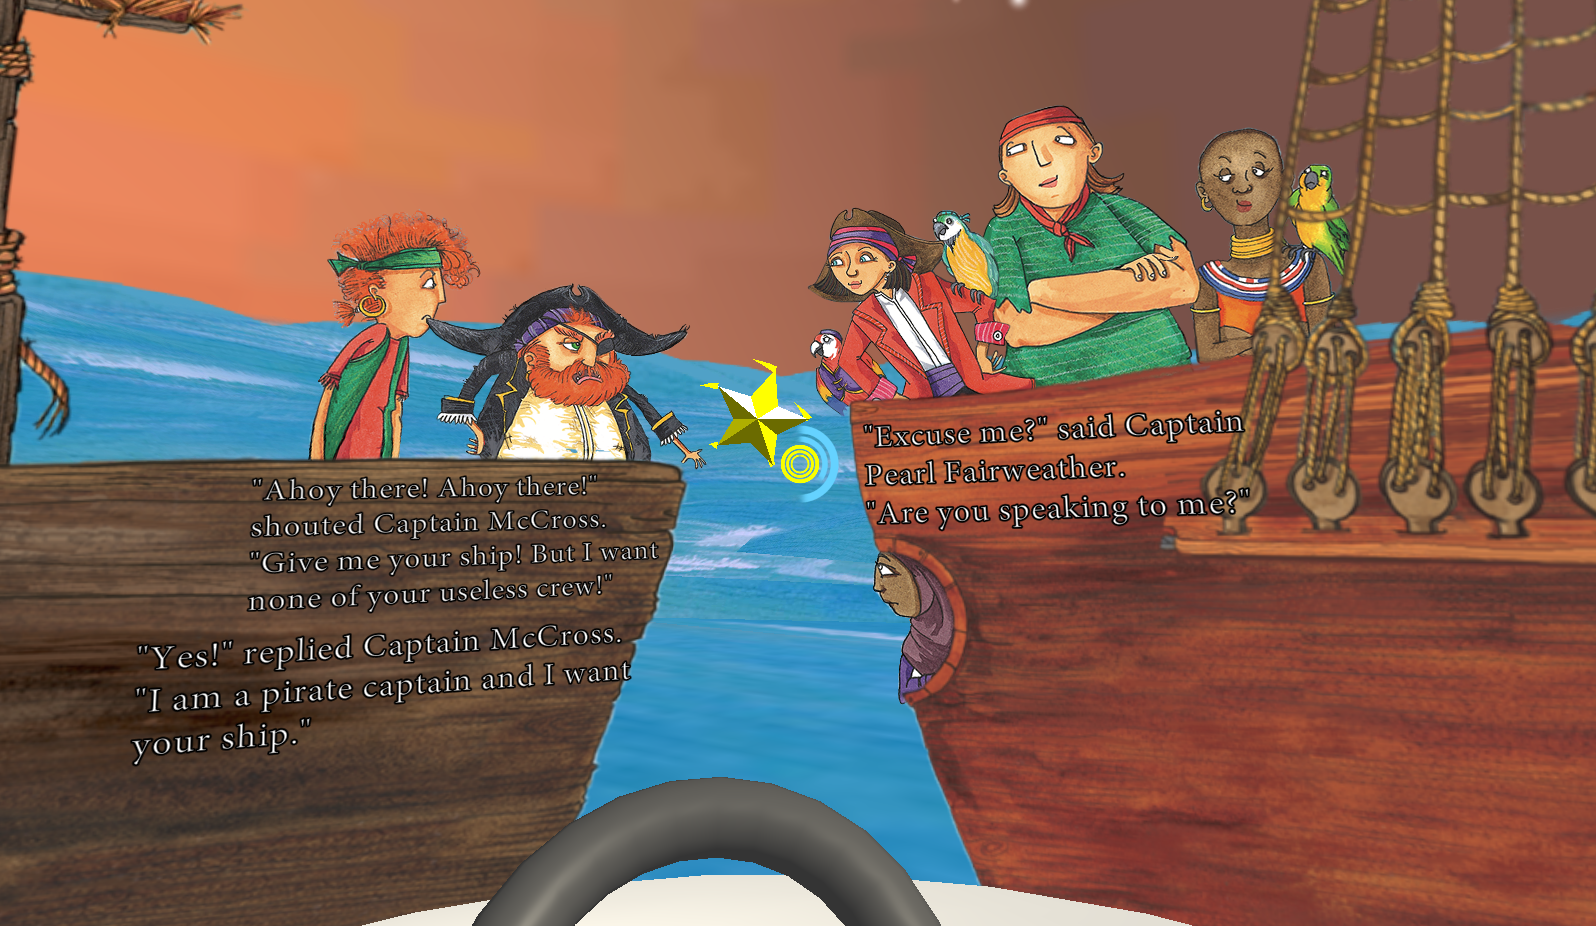 "Ahoy there! Ahoy there!"
shouted Captain McCross.
"Give me your ship! But I want
none of your useless crew!"
"Excuse me?" said Captain
Pearl Fairweather.
"Are you speaking to me?"
"Yes!" replied Captain McCross.
"I am a pirate captain and I want
your ship."